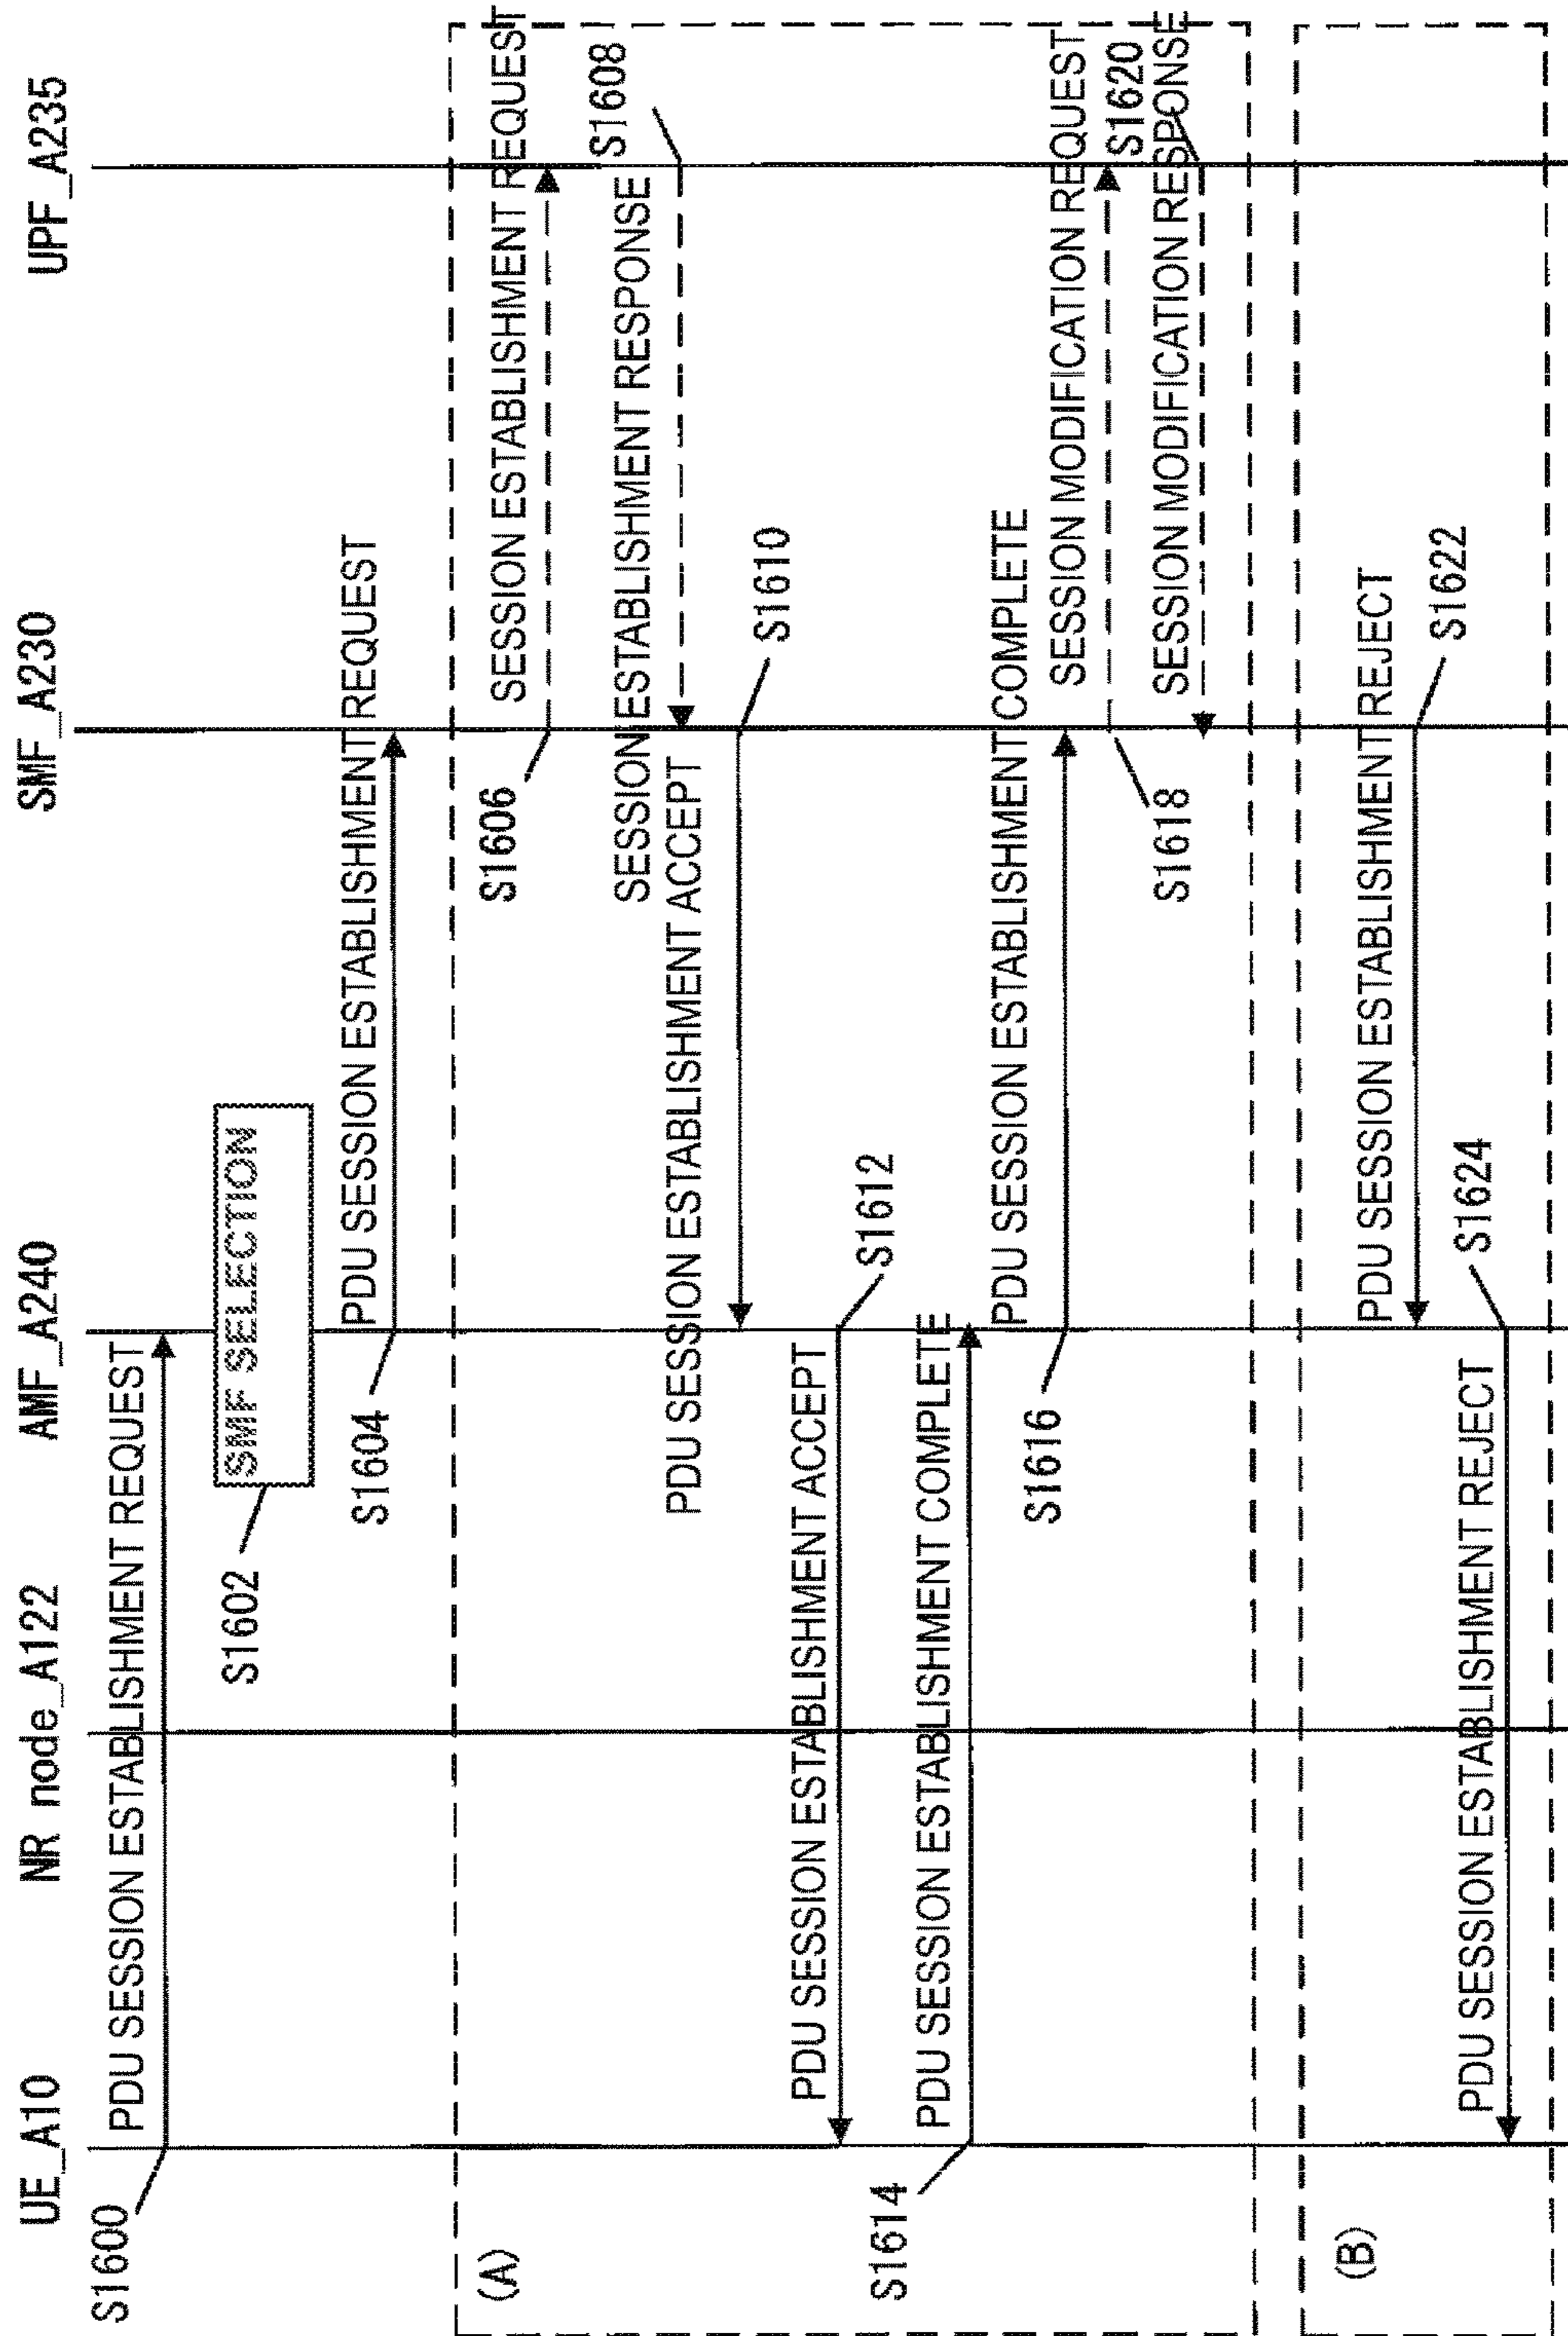 UE_A10
NR node_A122
AMF_A240
SMF_A230
UPF_A235
S1600
PDU SESSION ESTABLISHMENT REQUEST
S1602
SMF SELECTION
S1604
PDU SESSION ESTABLISHMENT REQUEST
(A)
S1606
SESSION ESTABLISHMENT REQUEST
SESSION ESTABLISHMENT RESPONSE
S1608
PDU SESSION ESTABLISHMENT ACCEPT
S1610
PDU SESSION ESTABLISHMENT ACCEPT
S1612
S1614
PDU SESSION ESTABLISHMENT COMPLETE
S1616
PDU SESSION ESTABLISHMENT COMPLETE
SESSION MODIFICATION REQUEST
S1618
S1620
SESSION MODIFICATION RESPONSE
(B)
PDU SESSION ESTABLISHMENT REJECT
S1622
PDU SESSION ESTABLISHMENT REJECT
S1624